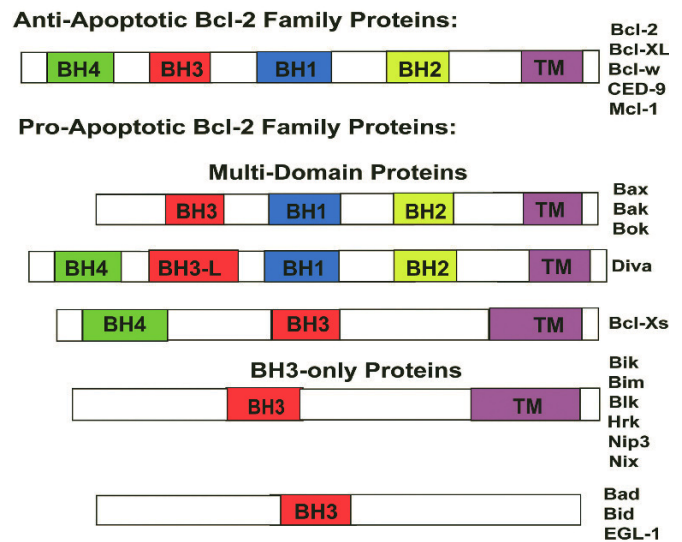 Anti-Apoptotic Bcl-2 Family Proteins:
Bcl-2
Bcl-XL
Bcl-w
CED-9
Mcl-1
BH4 BH3 BH1 BH2 TM
Pro-Apoptotic Bcl-2 Family Proteins:
Multi-Domain Proteins
BH3 BH1 BH2 TM
Bax
Bak
Bok
BH4 BH3-L BH1 BH2 TM Diva
BH4 BH3 TM Bcl-Xs
BH3-only Proteins
BH3 TM
Bik
Bim
Blk
Hrk
Nip3
Nix
BH3
Bad
Bid
EGL-1